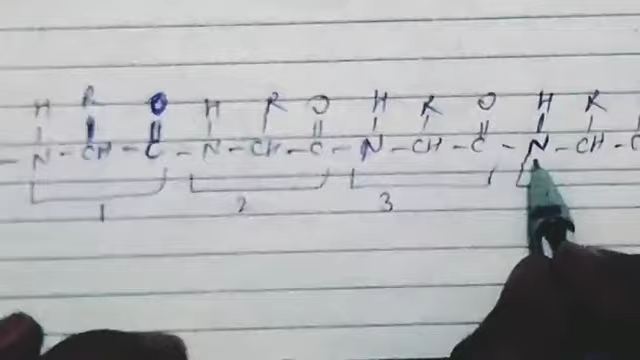 H R O H R O H R O H R
- N - CH - C - N - CH - C - N - CH - C - N - CH - C
1 2 3